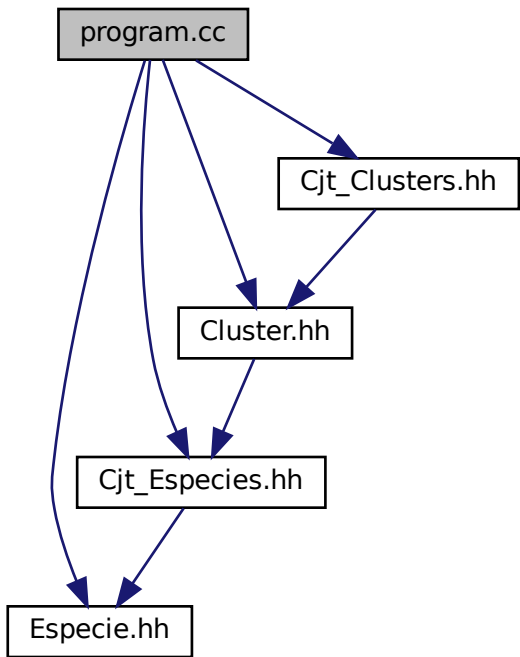 program.cc
Cjt_Clusters.hh
Cluster.hh
Cjt_Especies.hh
Especie.hh